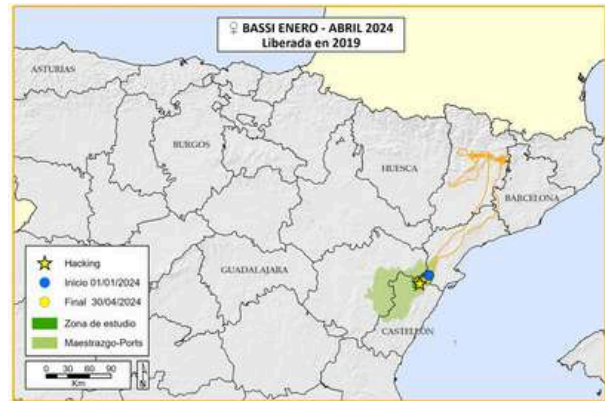 ♀ BASSI ENERO - ABRIL 2024
Liberada en 2019
ASTURIAS
BURGOS
HUESCA
BARCELONA
GUADALAJARA
CASTELLÓN
Hacking
Inicio 01/01/2024
Final 30/04/2024
Zona de estudio
Maestrazgo-Ports
0 15 30 60 90
Km
N